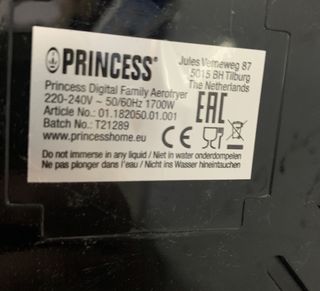 PRINCESS®
Jules Verneweg 87
5015 BH Tilburg
The Netherlands
Princess Digital Family Aerofryer
220-240V ~ 50/60Hz 1700W
Article No.: 01.182050.01.001
Batch No.: T21289
www.princesshome.eu
EAC
CE
Do not immerse in any liquid / Niet in water onderdompelen
Ne pas plonger dans l'eau / Nicht ins Wasser hineintauchen